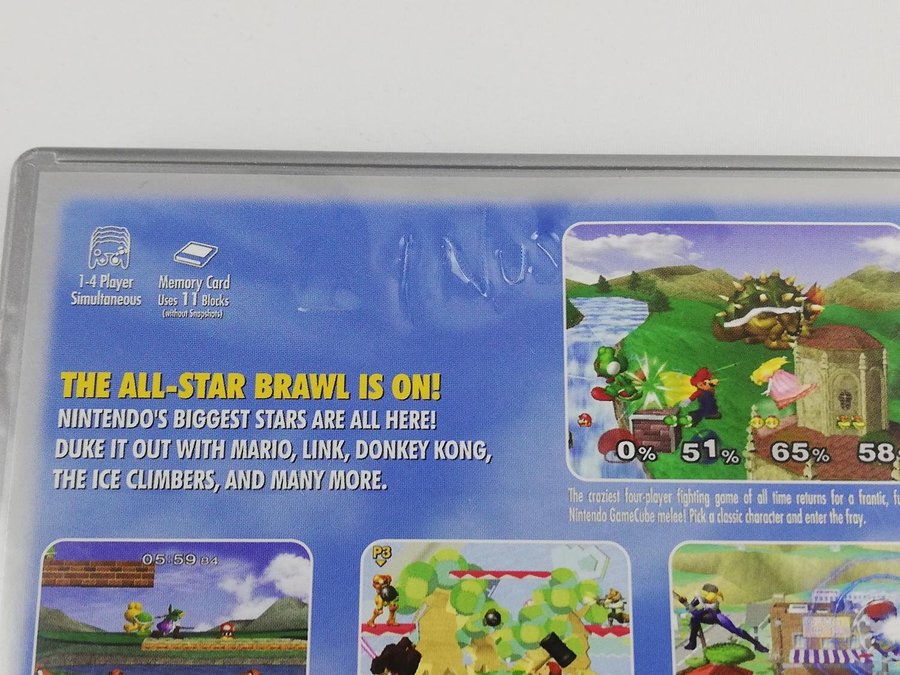 1-4 Player
Simultaneous
Memory Card
Uses 11 Blocks
(without Snapshots)
THE ALL-STAR BRAWL IS ON!
NINTENDO'S BIGGEST STARS ARE ALL HERE!
DUKE IT OUT WITH MARIO, LINK, DONKEY KONG,
THE ICE CLIMBERS, AND MANY MORE.
0% 51% 65% 58
The craziest four-player fighting game of all time returns for a frantic,
Nintendo GameCube melee! Pick a classic character and enter the fray.
05:59 84
P3